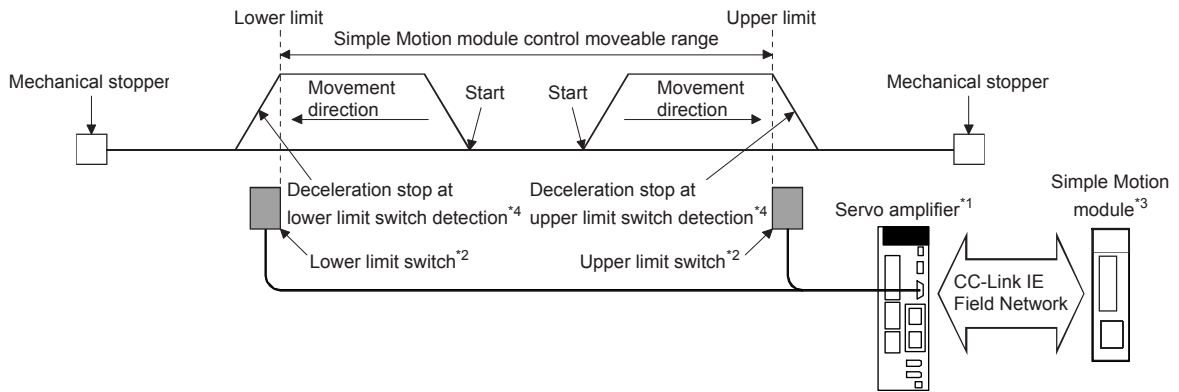 Lower limit
Upper limit
Simple Motion module control moveable range
Mechanical stopper
Movement
direction
Start
Start
Movement
direction
Mechanical stopper
Deceleration stop at
lower limit switch detection*4
Deceleration stop at
upper limit switch detection*4
Lower limit switch*2
Upper limit switch*2
Servo amplifier*1
Simple Motion
module*3
CC-Link IE
Field Network